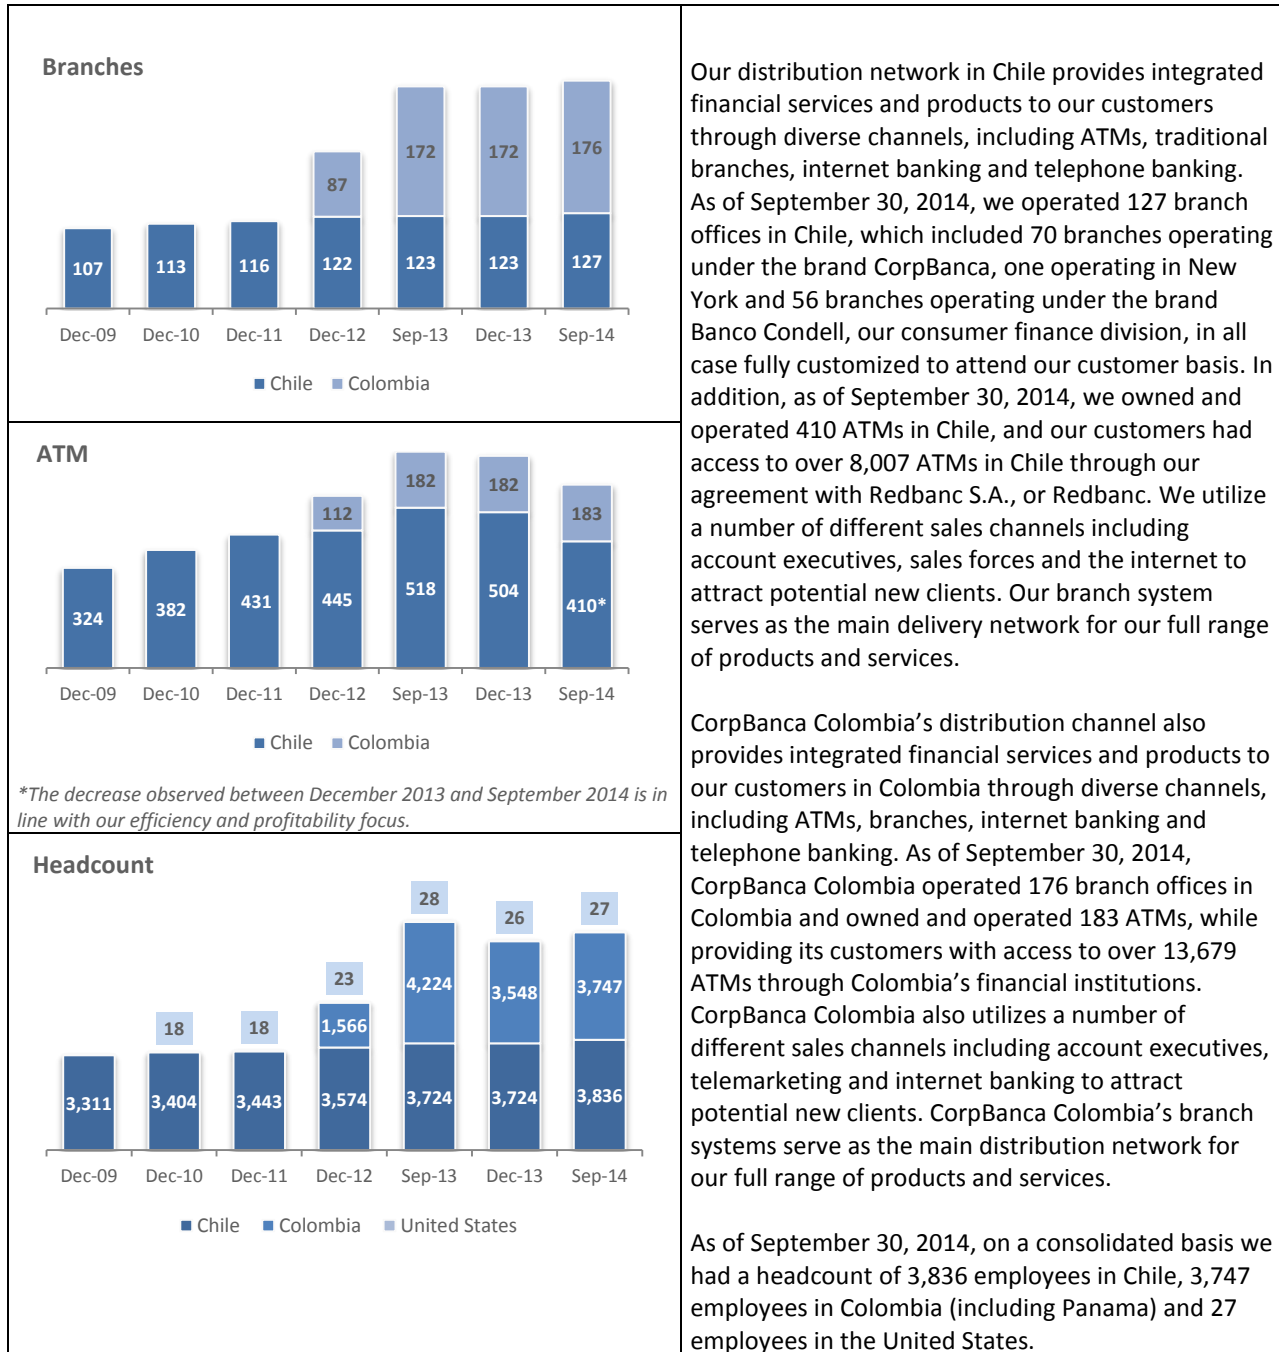 Branches
172
172
176
87
107
113
116
122
123
123
127
Dec-09 Dec-10 Dec-11 Dec-12 Sep-13 Dec-13 Sep-14
Chile Colombia
ATM
182
182
112
183
324
382
431
445
518
504
410*
Dec-09 Dec-10 Dec-11 Dec-12 Sep-13 Dec-13 Sep-14
Chile Colombia
*The decrease observed between December 2013 and September 2014 is in
line with our efficiency and profitability focus.
Headcount
28
26
27
23
18
18
4,224
3,548
3,747
1,566
3,311
3,404
3,443
3,574
3,724
3,724
3,836
Dec-09 Dec-10 Dec-11 Dec-12 Sep-13 Dec-13 Sep-14
Chile Colombia United States
Our distribution network in Chile provides integrated
financial services and products to our customers
through diverse channels, including ATMs, traditional
branches, internet banking and telephone banking.
As of September 30, 2014, we operated 127 branch
offices in Chile, which included 70 branches operating
under the brand CorpBanca, one operating in New
York and 56 branches operating under the brand
Banco Condell, our consumer finance division, in all
case fully customized to attend our customer basis. In
addition, as of September 30, 2014, we owned and
operated 410 ATMs in Chile, and our customers had
access to over 8,007 ATMs in Chile through our
agreement with Redbanc S.A., or Redbanc. We utilize
a number of different sales channels including
account executives, sales forces and the internet to
attract potential new clients. Our branch system
serves as the main delivery network for our full range
of products and services.
CorpBanca Colombia’s distribution channel also
provides integrated financial services and products to
our customers in Colombia through diverse channels,
including ATMs, branches, internet banking and
telephone banking. As of September 30, 2014,
CorpBanca Colombia operated 176 branch offices in
Colombia and owned and operated 183 ATMs, while
providing its customers with access to over 13,679
ATMs through Colombia’s financial institutions.
CorpBanca Colombia also utilizes a number of
different sales channels including account executives,
telemarketing and internet banking to attract
potential new clients. CorpBanca Colombia’s branch
systems serve as the main distribution network for
our full range of products and services.
As of September 30, 2014, on a consolidated basis we
had a headcount of 3,836 employees in Chile, 3,747
employees in Colombia (including Panama) and 27
employees in the United States.